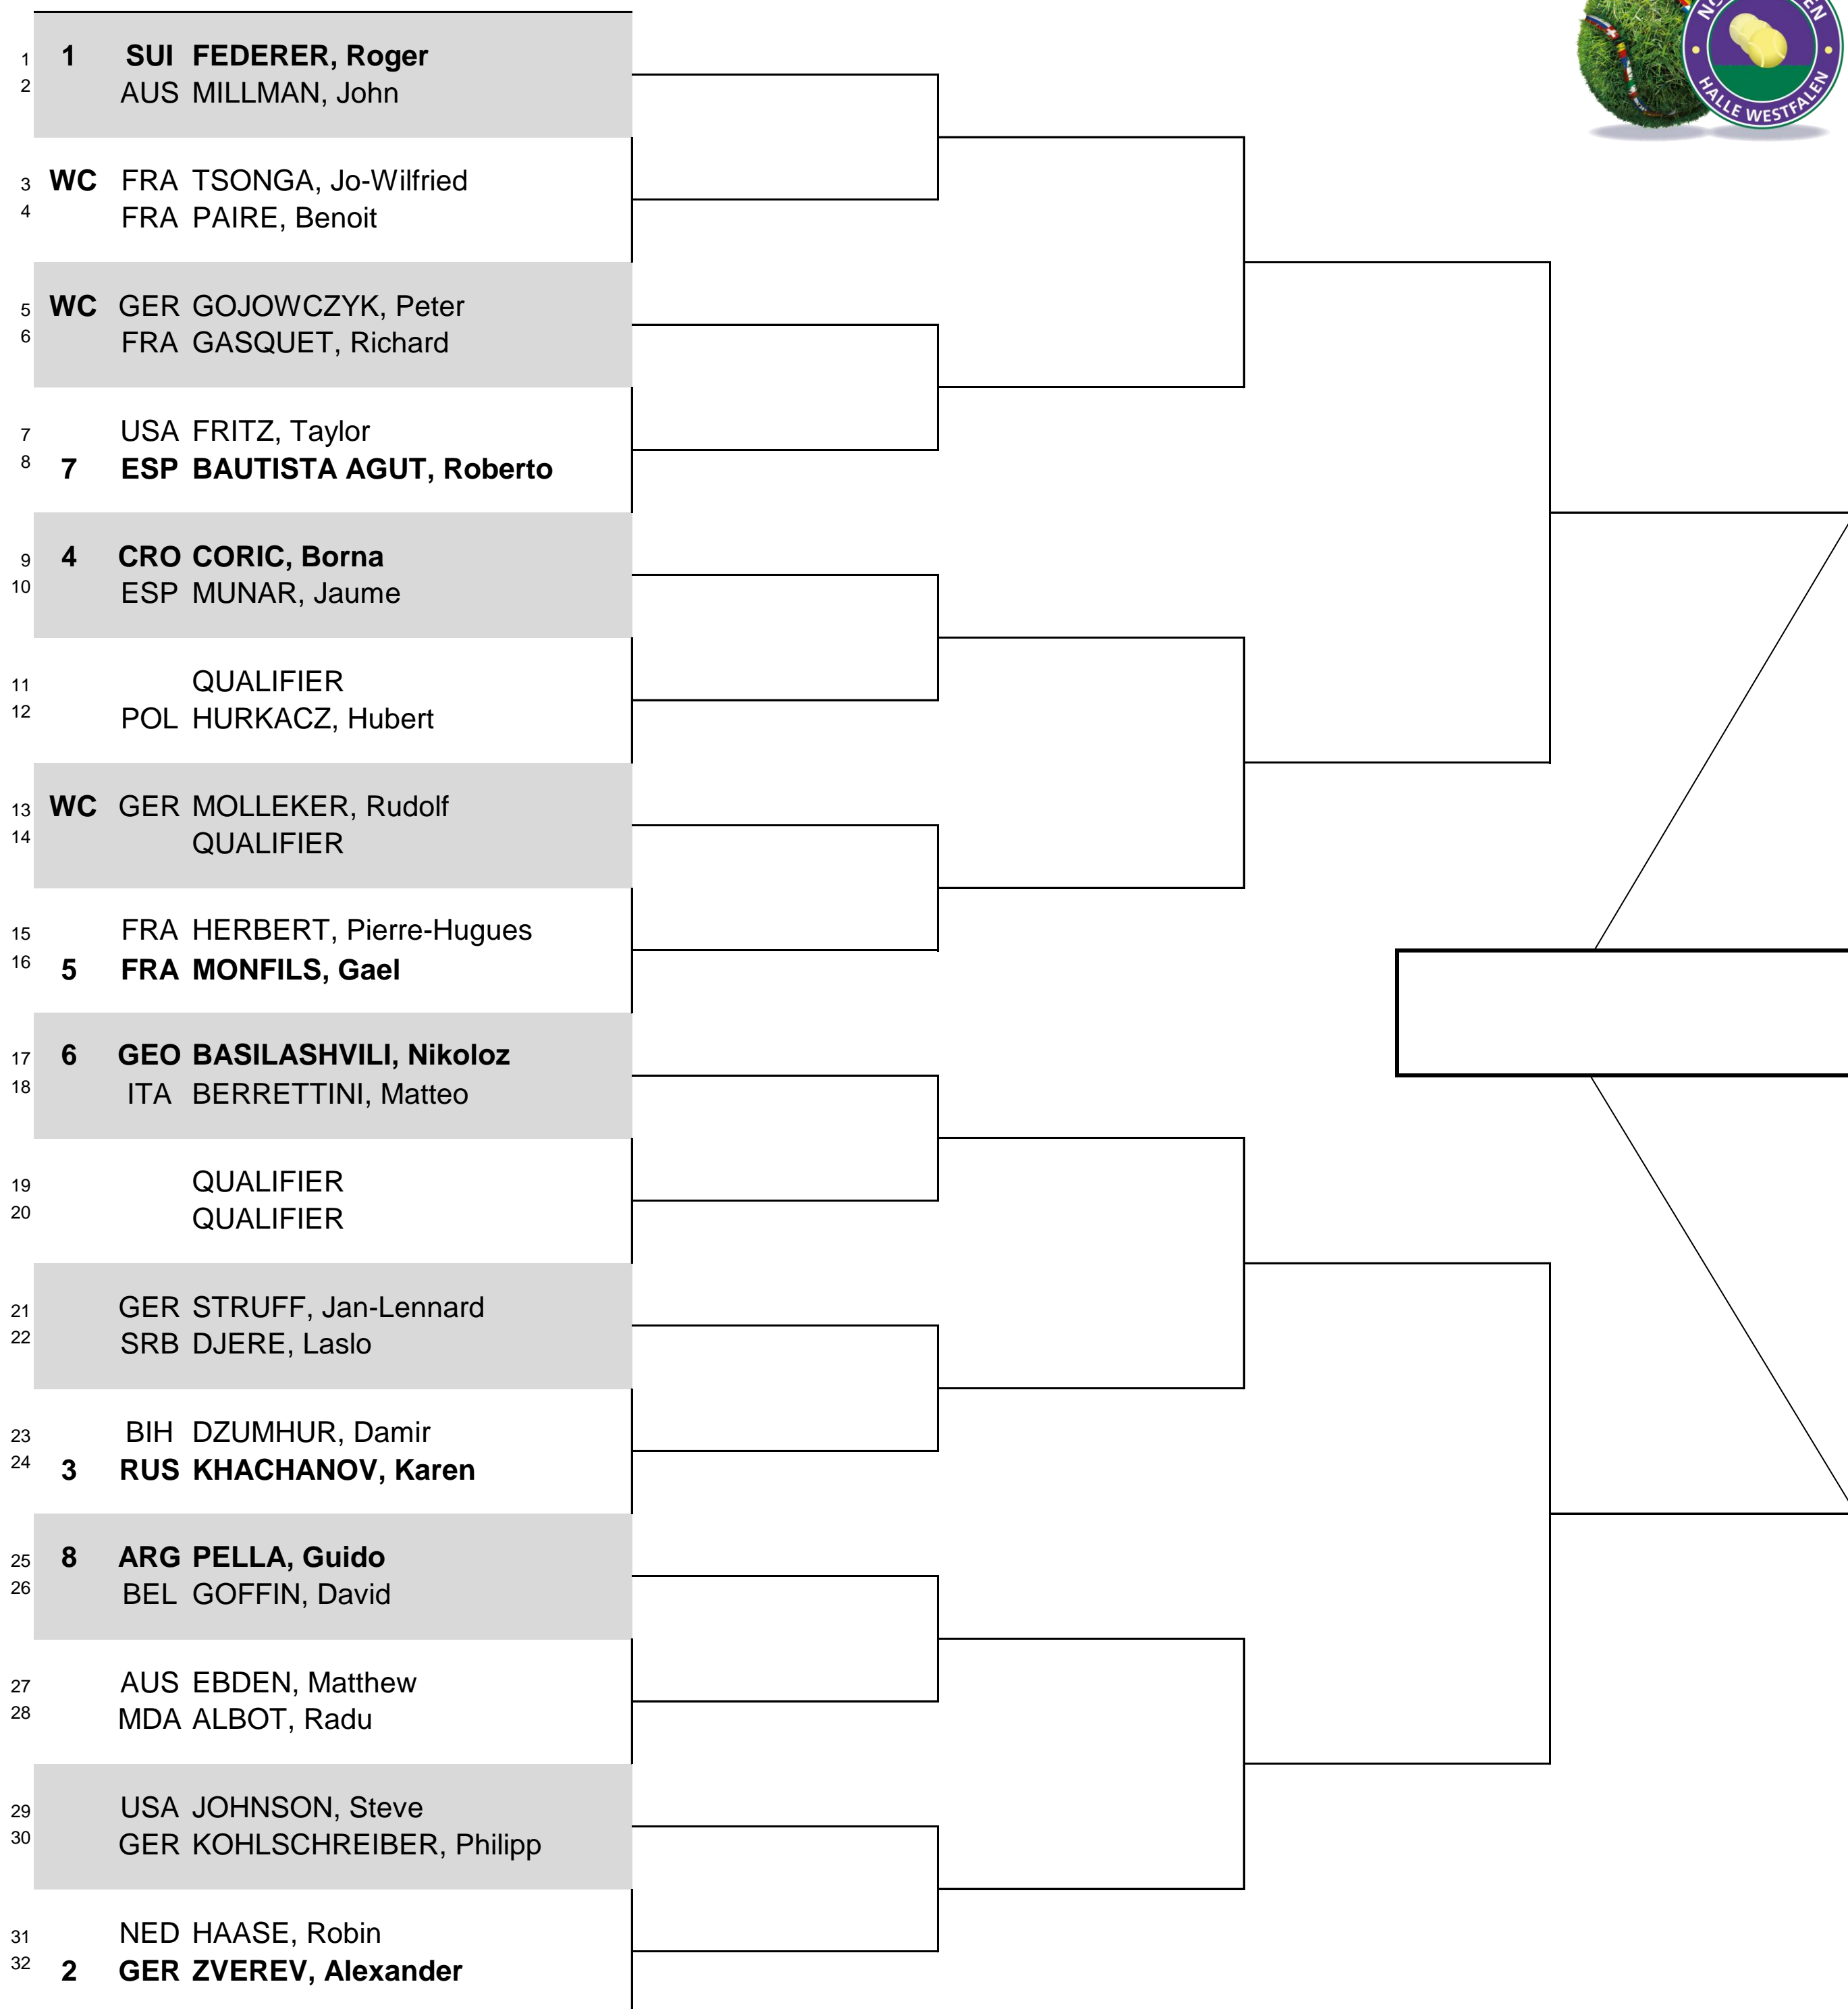 HALLE WESTFALEN
1 1 SUI FEDERER, Roger
2 AUS MILLMAN, John
3 WC FRA TSONGA, Jo-Wilfried
4 FRA PAIRE, Benoit
5 WC GER GOJOWCZYK, Peter
6 FRA GASQUET, Richard
7 USA FRITZ, Taylor
8 7 ESP BAUTISTA AGUT, Roberto
9 4 CRO CORIC, Borna
10 ESP MUNAR, Jaume
11 QUALIFIER
12 POL HURKACZ, Hubert
13 WC GER MOLLEKER, Rudolf
14 QUALIFIER
15 FRA HERBERT, Pierre-Hugues
16 5 FRA MONFILS, Gael
17 6 GEO BASILASHVILI, Nikoloz
18 ITA BERRETTINI, Matteo
19 QUALIFIER
20 QUALIFIER
21 GER STRUFF, Jan-Lennard
22 SRB DJERE, Laslo
23 BIH DZUMHUR, Damir
24 3 RUS KHACHANOV, Karen
25 8 ARG PELLA, Guido
26 BEL GOFFIN, David
27 AUS EBDEN, Matthew
28 MDA ALBOT, Radu
29 USA JOHNSON, Steve
30 GER KOHLSCHREIBER, Philipp
31 NED HAASE, Robin
32 2 GER ZVEREV, Alexander